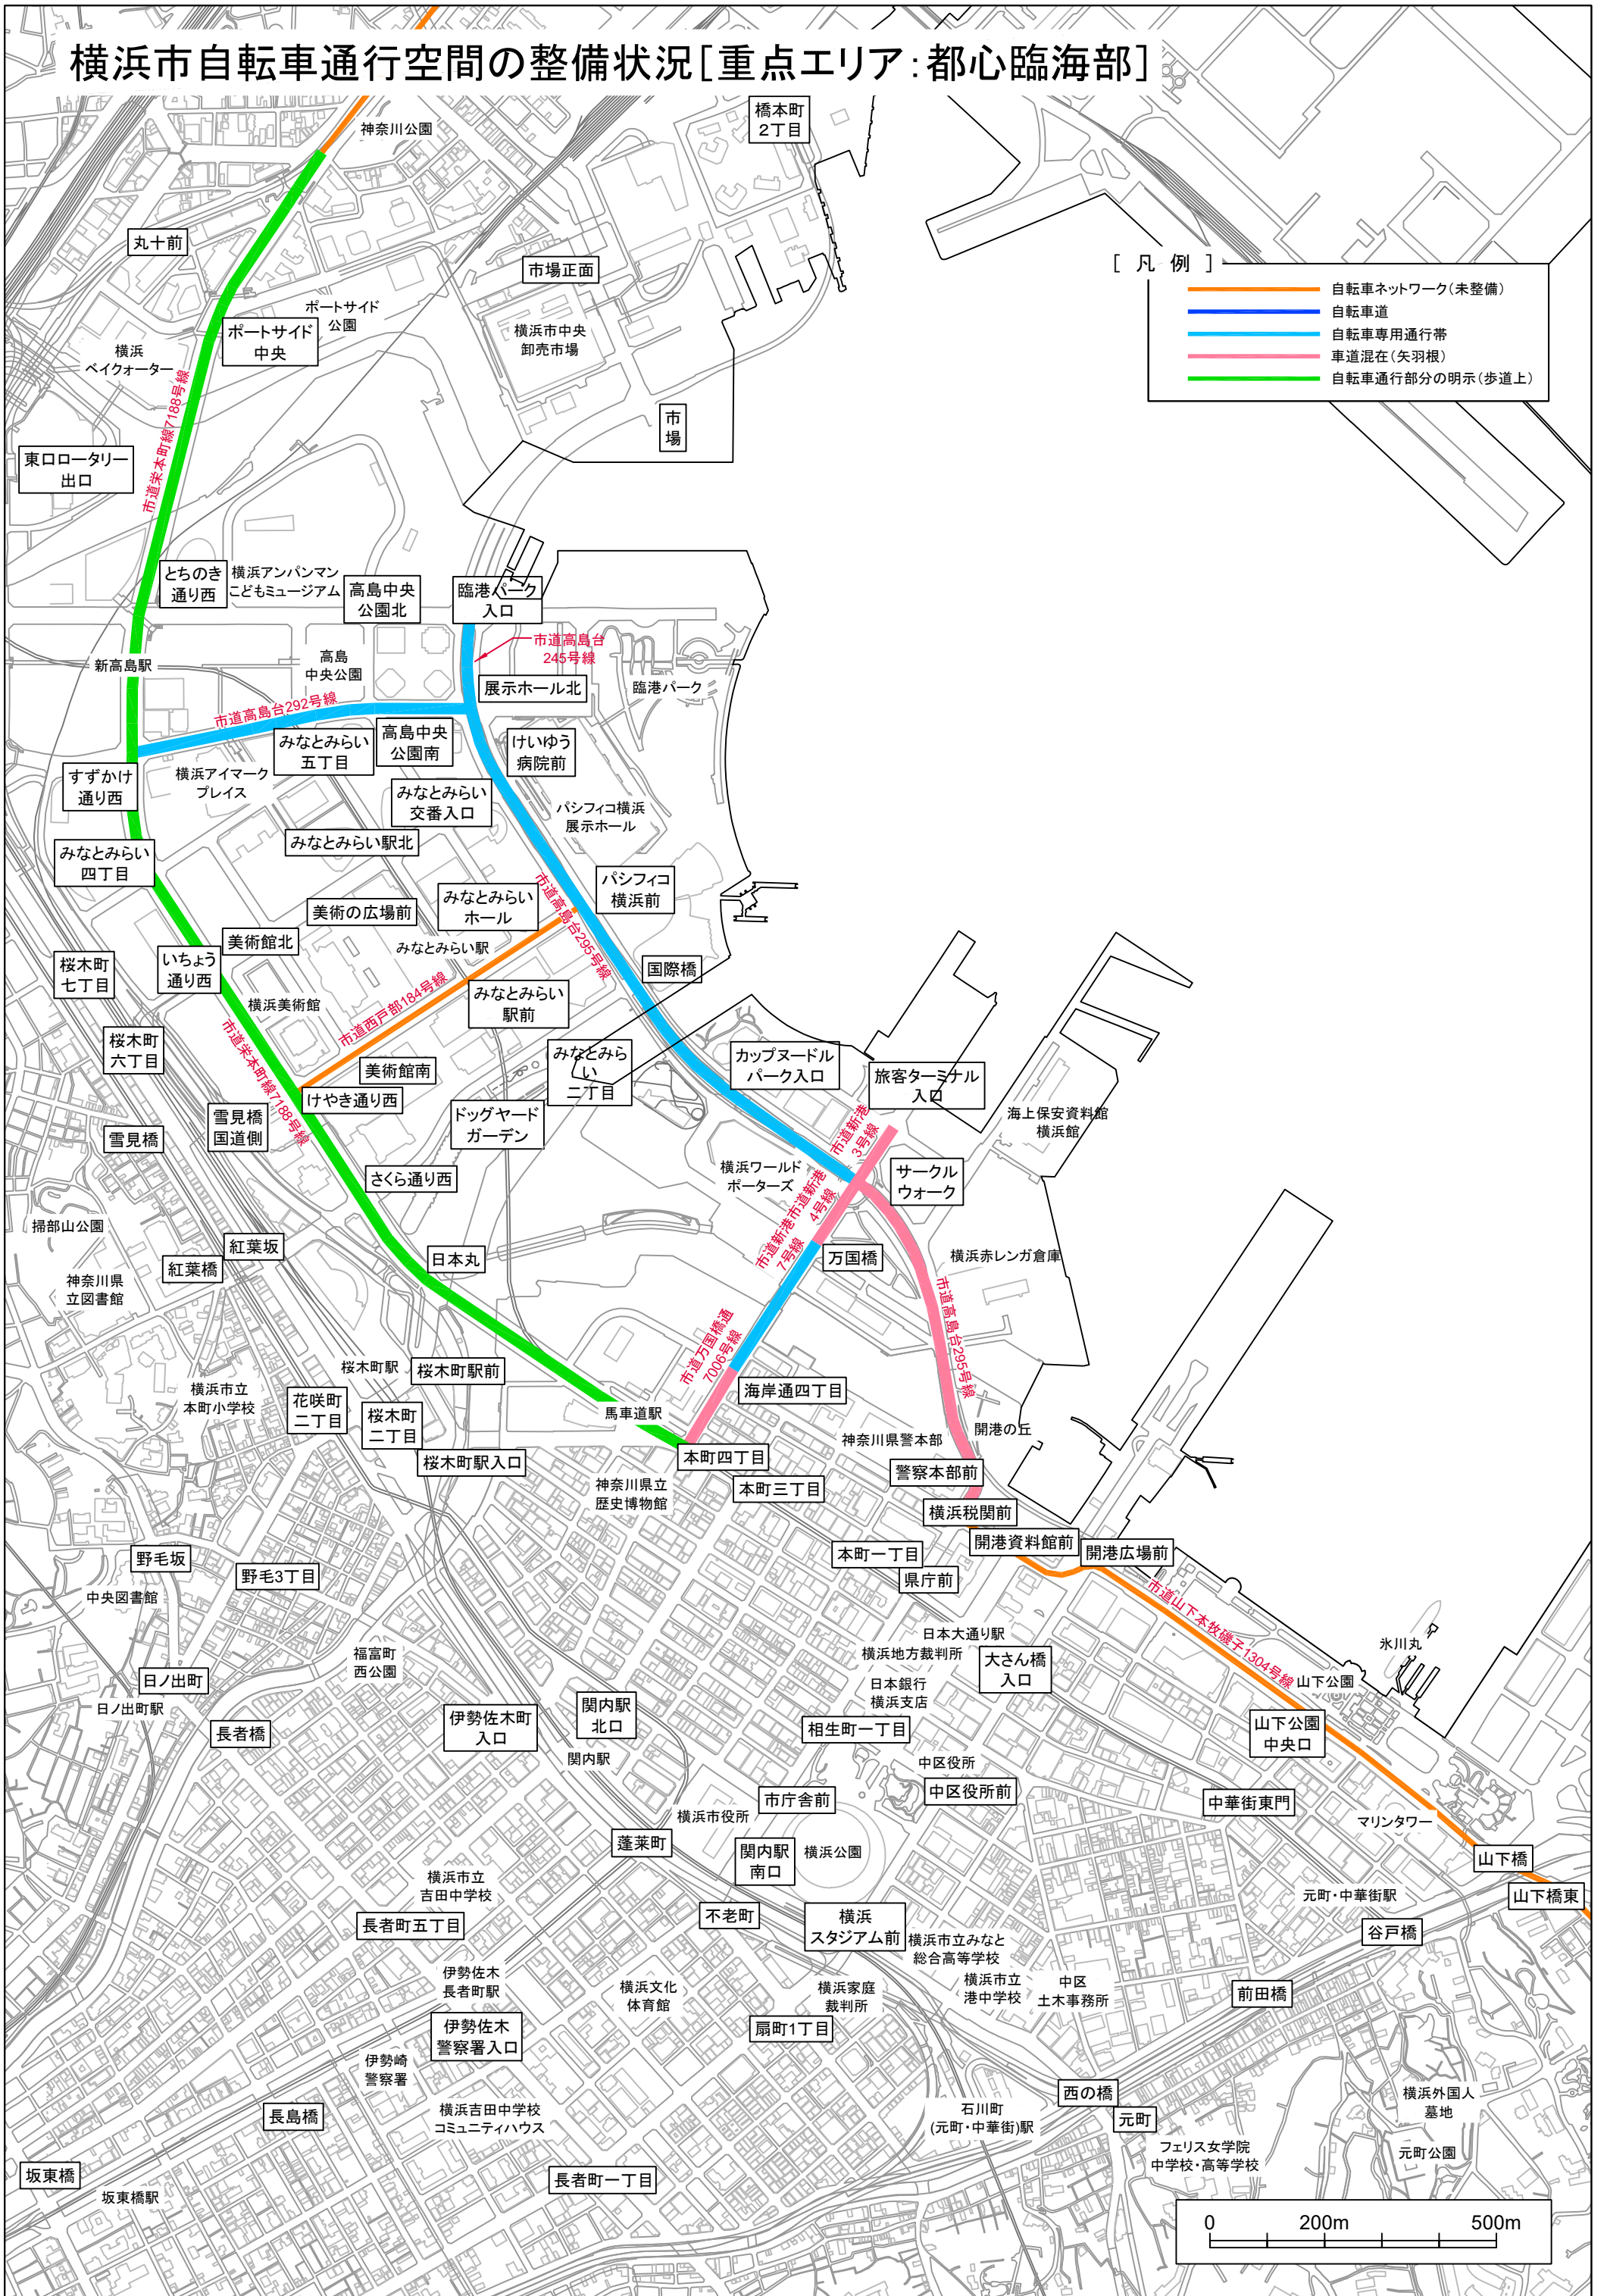 横浜市自転車通行空間の整備状況[重点エリア:都心臨海部]
橋本町
2丁目
神奈川公園
丸十前
市場正面
[ 凡 例 ]
自転車ネットワーク(未整備)
自転車道
自転車専用通行帯
車道混在(矢羽根)
自転車通行部分の明示(歩道上)
ポートサイド
公園
ポートサイド
中央
横浜市中央
卸売市場
横浜
ベイクォーター
市道栄本町線7188号線
市
場
東口ロータリー
出口
とちのき
通り西
横浜アンパンマン
こどもミュージアム
高島中央
公園北
臨港パーク
入口
市道高島台
245号線
新高島駅
高島
中央公園
展示ホール北
臨港パーク
市道高島台292号線
みなとみらい
五丁目
高島中央
公園南
けいゆう
病院前
すずかけ
通り西
横浜アイマーク
プレイス
みなとみらい
交番入口
パシフィコ横浜
展示ホール
みなとみらい駅北
みなとみらい
四丁目
パシフィコ
横浜前
みなとみらい
ホール
美術の広場前
市道高島台295号線
美術館北
みなとみらい駅
いちょう
通り西
桜木町
七丁目
国際橋
横浜美術館
市道西戸部184号線
みなとみらい
駅前
市道栄本町線7188号線
桜木町
六丁目
美術館南
みなとみら
い
二丁目
カップヌードル
パーク入口
旅客ターミナル
入口
けやき通り西
雪見橋
国道側
ドッグヤード
ガーデン
海上保安資料館
横浜館
雪見橋
市道新港
3号線
さくら通り西
横浜ワールド
ポーターズ
サークル
ウォーク
市道新港
4号線
市道新港
7号線
掃部山公園
紅葉坂
紅葉橋
日本丸
万国橋
横浜赤レンガ倉庫
神奈川県
立図書館
市道高島台295号線
市道万国橋通
7006号線
桜木町駅
桜木町駅前
海岸通四丁目
横浜市立
本町小学校
花咲町
二丁目
桜木町
二丁目
馬車道駅
開港の丘
神奈川県警本部
桜木町駅入口
本町四丁目
警察本部前
神奈川県立
歴史博物館
本町三丁目
横浜税関前
開港資料館前
開港広場前
野毛坂
野毛3丁目
本町一丁目
県庁前
中央図書館
市道山下本牧磯子1304号線
日本大通り駅
横浜地方裁判所
大さん橋
入口
氷川丸
福富町
西公園
日ノ出町
日本銀行
横浜支店
山下公園
日ノ出町駅
長者橋
伊勢佐木町
入口
関内駅
北口
相生町一丁目
山下公園
中央口
関内駅
中区役所
中区役所前
市庁舎前
中華街東門
横浜市役所
マリンタワー
蓬莱町
関内駅
南口
横浜公園
山下橋
横浜市立
吉田中学校
元町・中華街駅
山下橋東
長者町五丁目
不老町
横浜
スタジアム前
谷戸橋
横浜市立みなと
総合高等学校
伊勢佐木
長者町駅
横浜文化
体育館
横浜家庭
裁判所
横浜市立
港中学校
中区
土木事務所
前田橋
伊勢佐木
警察署入口
扇町1丁目
伊勢崎
警察署
西の橋
横浜外国人
墓地
長島橋
横浜吉田中学校
コミュニティハウス
石川町
(元町・中華街)駅
元町
フェリス女学院
中学校・高等学校
元町公園
坂東橋
長者町一丁目
坂東橋駅
0 200m 500m